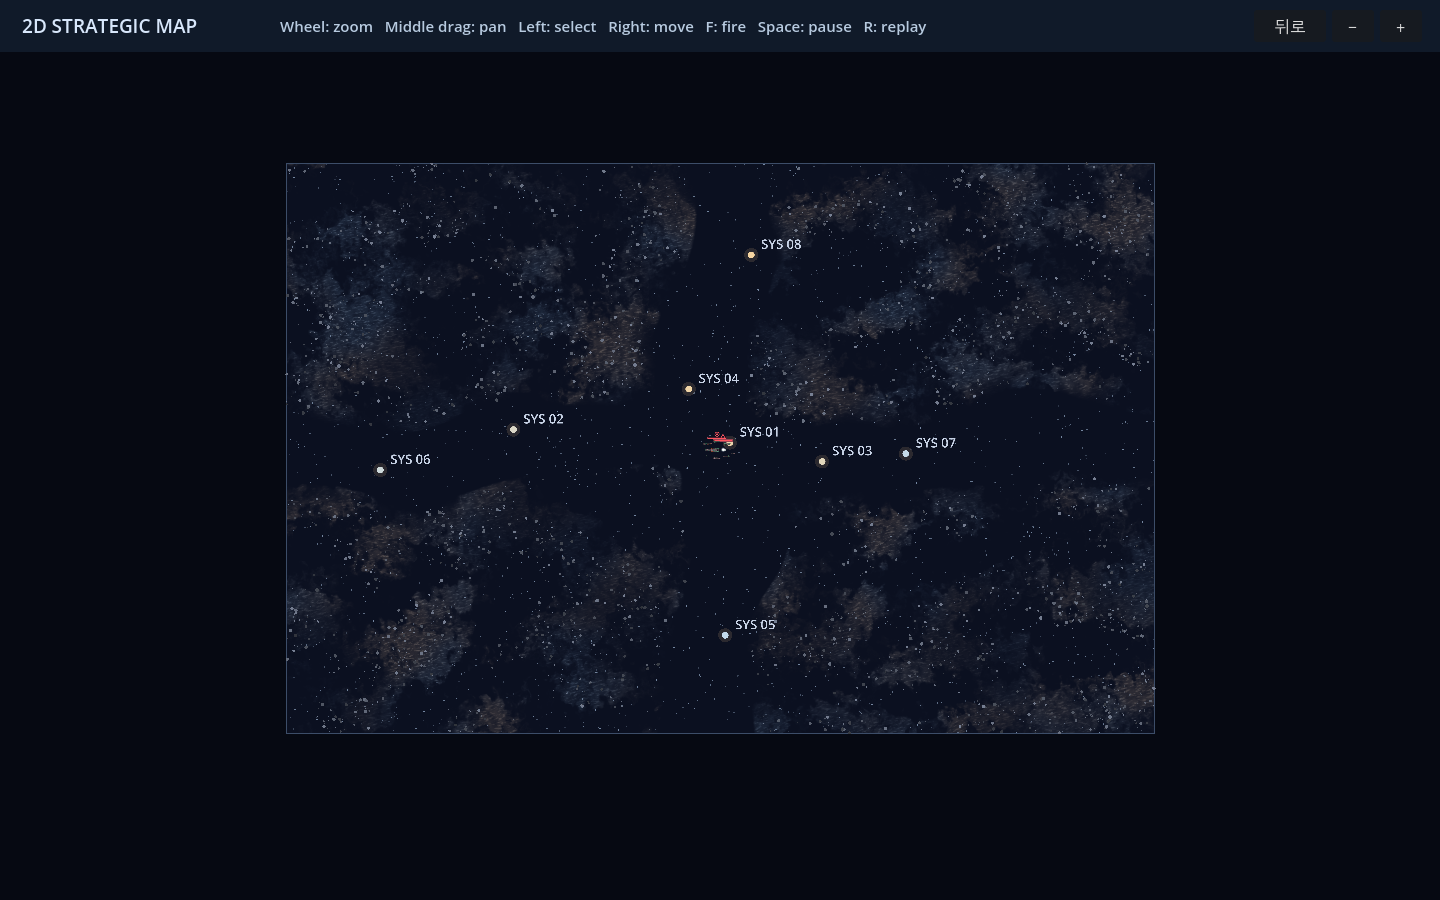 2D STRATEGIC MAP
Wheel: zoom Middle drag: pan Left: select Right: move F: fire Space: pause R: replay
뒤로 − +
SYS 08
SYS 04
SYS 02
SYS 01
SYS 07
SYS 03
SYS 06
SYS 05